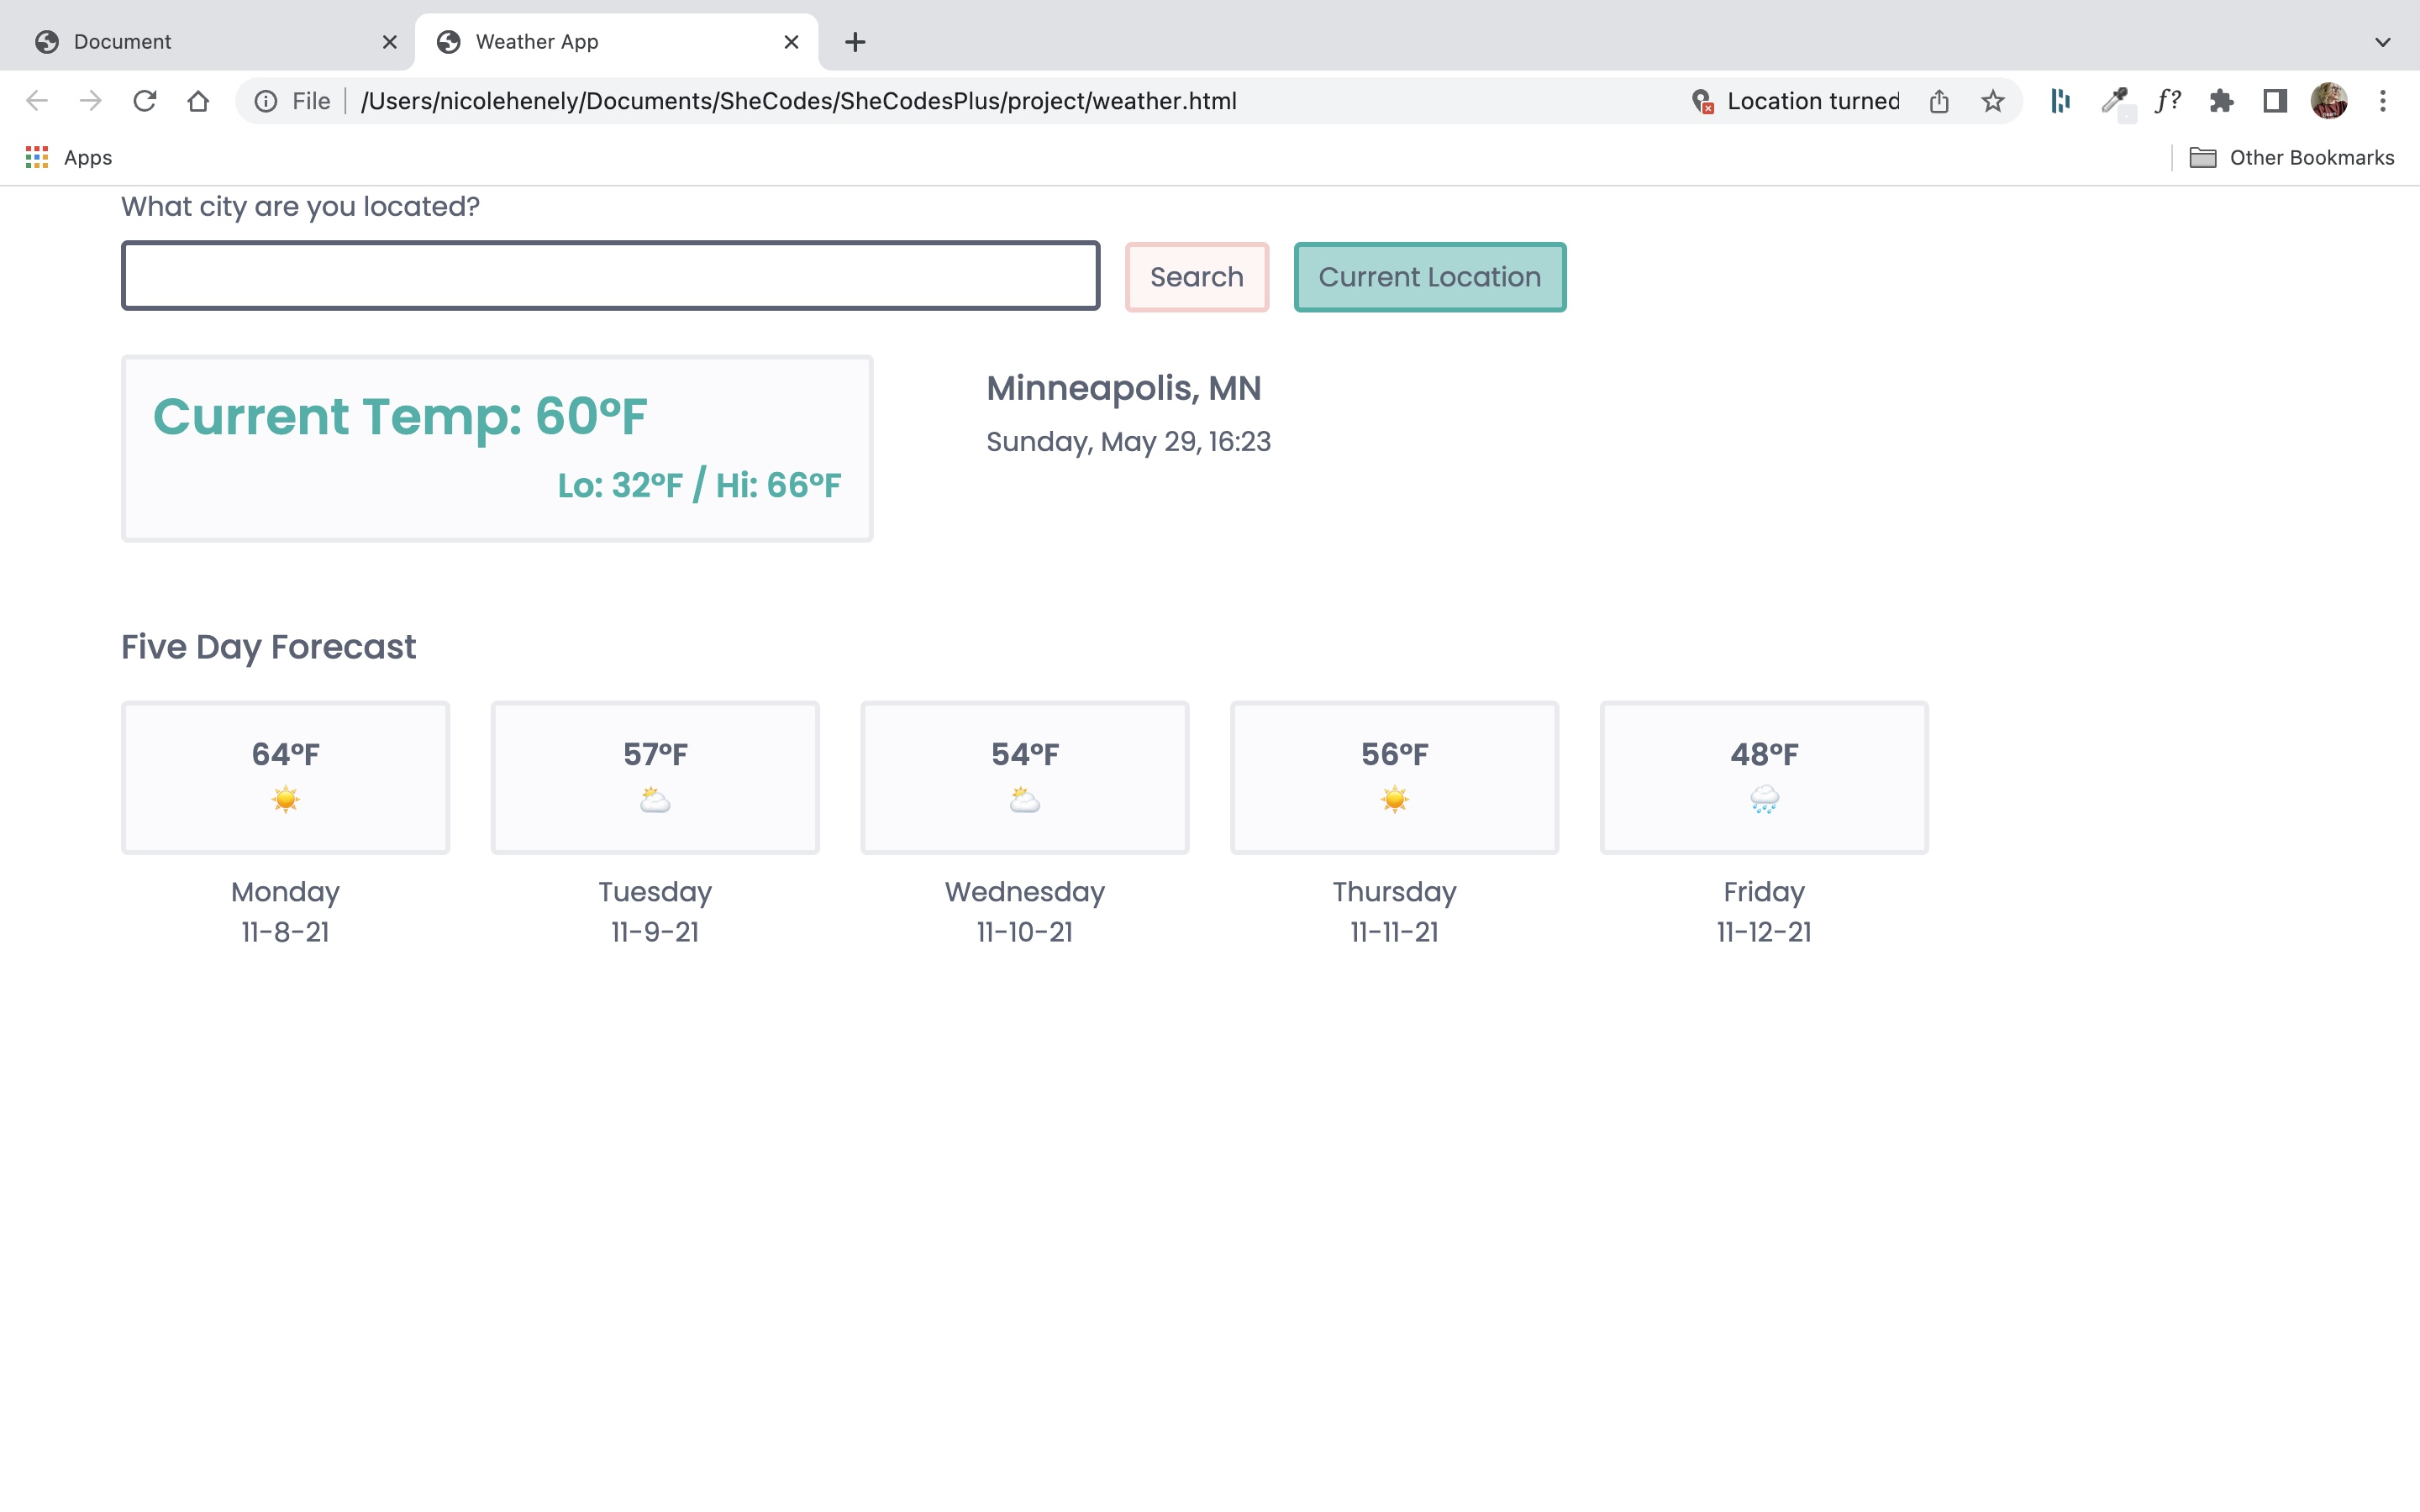 Document
Weather App
File
/Users/nicolehenely/Documents/SheCodes/SheCodesPlus/project/weather.html
Location turned
f?
Apps
Other Bookmarks
What city are you located?
Search
Current Location
Current Temp: 60°F
Lo: 32°F / Hi: 66°F
Minneapolis, MN
Sunday, May 29, 16:23
Five Day Forecast
64°F
57°F
54°F
56°F
48°F
Monday
Tuesday
Wednesday
Thursday
Friday
11-8-21
11-9-21
11-10-21
11-11-21
11-12-21